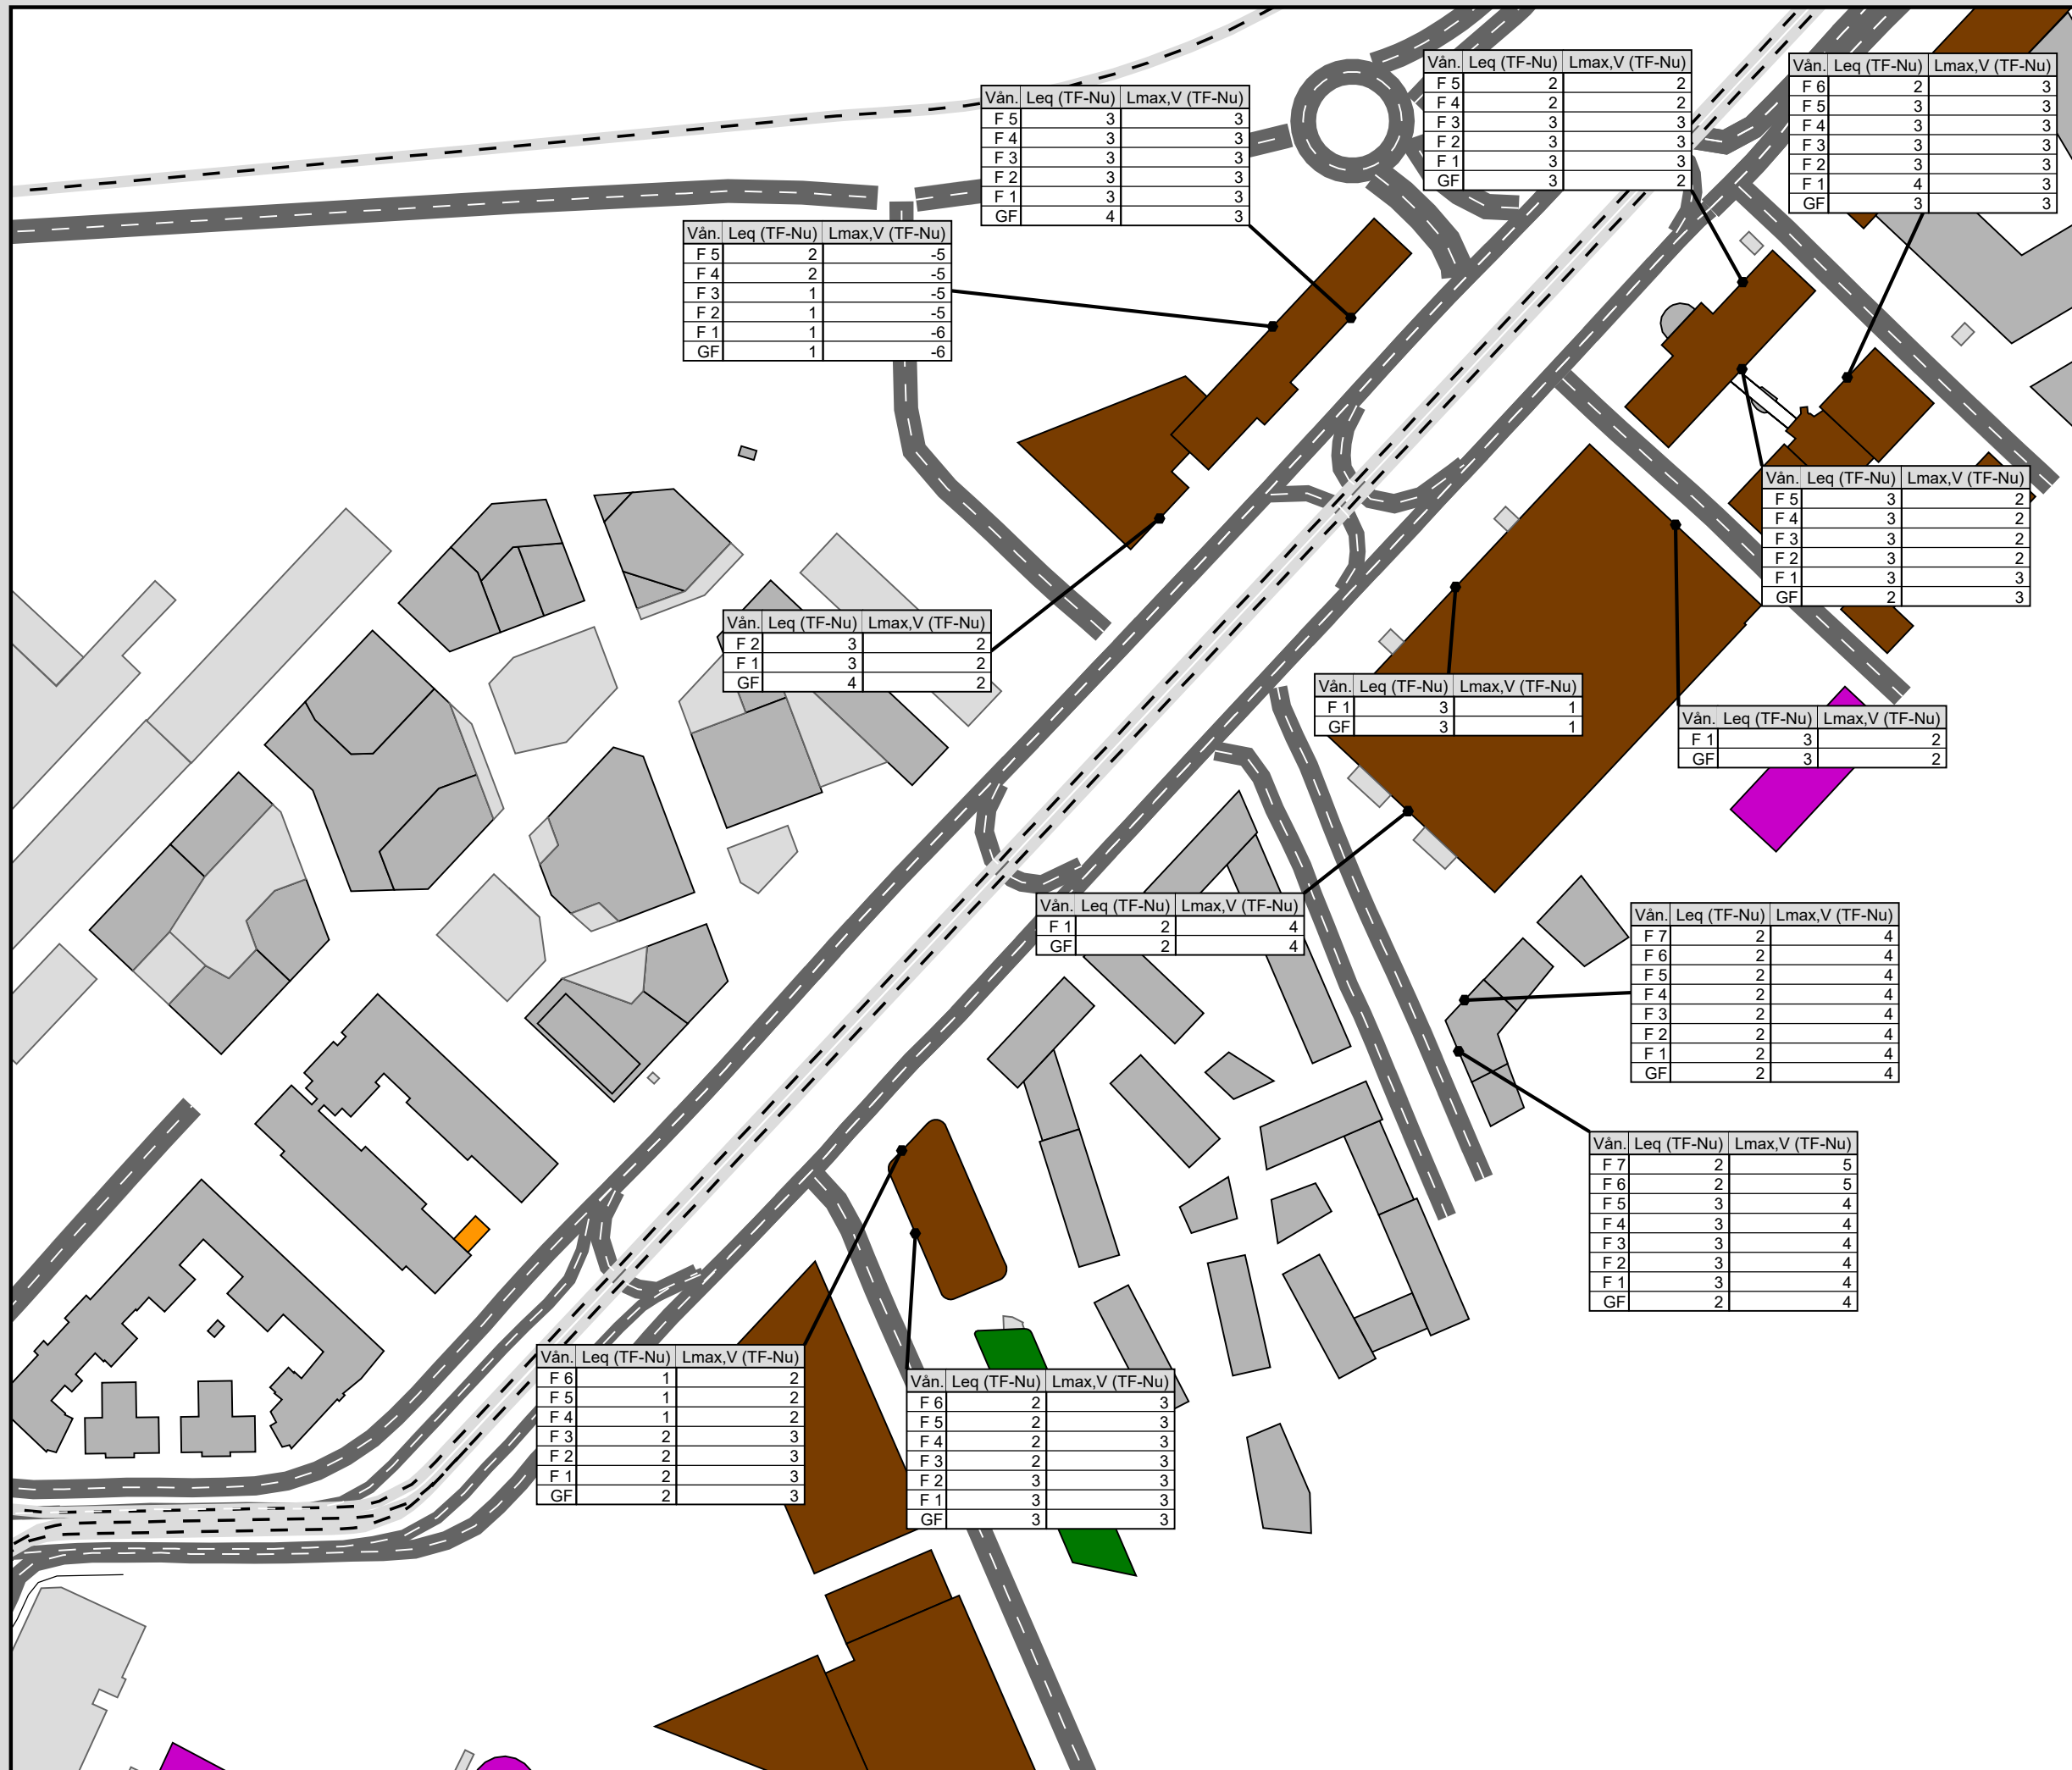 Vån. Leq (TF-Nu) Lmax,V (TF-Nu)
F 5 2 2
F 4 2 2
F 3 3 3
F 2 3 3
F 1 3 3
GF 3 2
Vån. Leq (TF-Nu) Lmax,V (TF-Nu)
F 6 2 3
F 5 3 3
F 4 3 3
F 3 3 3
F 2 3 3
F 1 4 3
GF 3 3
Vån. Leq (TF-Nu) Lmax,V (TF-Nu)
F 5 3 3
F 4 3 3
F 3 3 3
F 2 3 3
F 1 3 3
GF 4 3
Vån. Leq (TF-Nu) Lmax,V (TF-Nu)
F 5 2 -5
F 4 2 -5
F 3 1 -5
F 2 1 -5
F 1 1 -6
GF 1 -6
Vån. Leq (TF-Nu) Lmax,V (TF-Nu)
F 5 3 2
F 4 3 2
F 3 3 2
F 2 3 2
F 1 3 3
GF 2 3
Vån. Leq (TF-Nu) Lmax,V (TF-Nu)
F 2 3 2
F 1 3 2
GF 4 2
Vån. Leq (TF-Nu) Lmax,V (TF-Nu)
F 1 3 1
GF 3 1
Vån. Leq (TF-Nu) Lmax,V (TF-Nu)
F 1 3 2
GF 3 2
Vån. Leq (TF-Nu) Lmax,V (TF-Nu)
F 1 2 4
GF 2 4
Vån. Leq (TF-Nu) Lmax,V (TF-Nu)
F 7 2 4
F 6 2 4
F 5 2 4
F 4 2 4
F 3 2 4
F 2 2 4
F 1 2 4
GF 2 4
Vån. Leq (TF-Nu) Lmax,V (TF-Nu)
F 7 2 5
F 6 2 5
F 5 3 4
F 4 3 4
F 3 3 4
F 2 3 4
F 1 3 4
GF 2 4
Vån. Leq (TF-Nu) Lmax,V (TF-Nu)
F 6 1 2
F 5 1 2
F 4 1 2
F 3 2 3
F 2 2 3
F 1 2 3
GF 2 3
Vån. Leq (TF-Nu) Lmax,V (TF-Nu)
F 6 2 3
F 5 2 3
F 4 2 3
F 3 2 3
F 2 3 3
F 1 3 3
GF 3 3